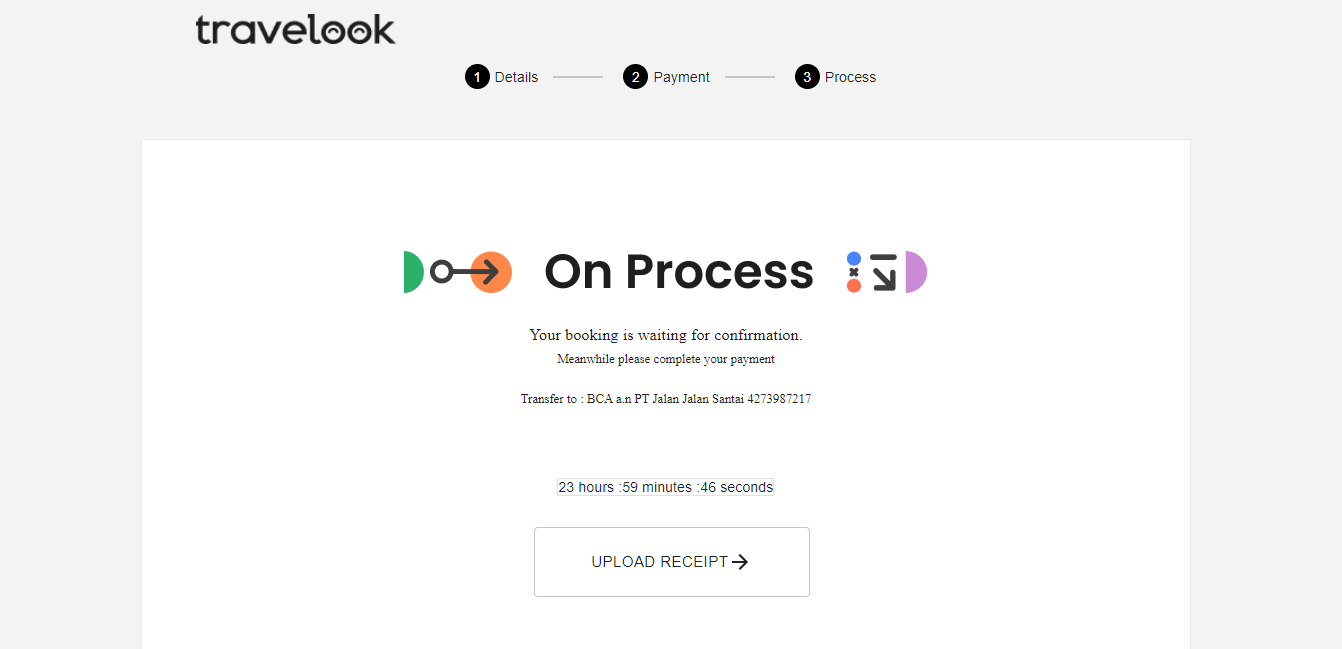 travelook
1 Details 2 Payment 3 Process
On Process
Your booking is waiting for confirmation.
Meanwhile please complete your payment
Transfer to : BCA a.n PT Jalan Jalan Santai 4273987217
23 hours :59 minutes :46 seconds
UPLOAD RECEIPT